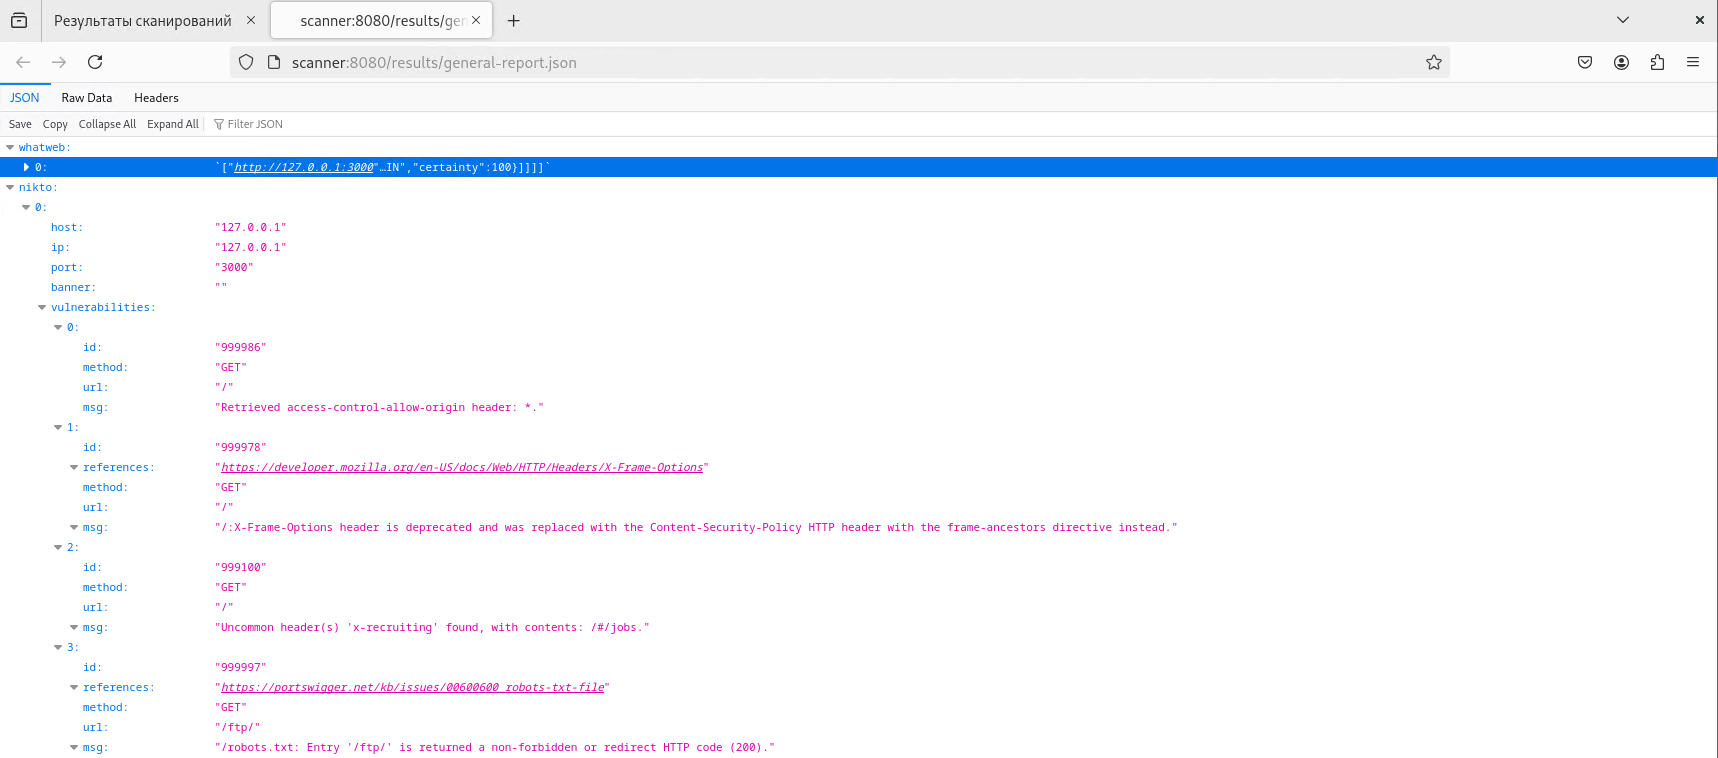 Результаты сканирований
scanner:8080/results/gen
scanner:8080/results/general-report.json
JSON Raw Data Headers
Save Copy Collapse All Expand All Filter JSON
whatweb:
0: `["http://127.0.0.1:3000"…IN","certainty":100}]]]]`
nikto:
0:
host: "127.0.0.1"
ip: "127.0.0.1"
port: "3000"
banner: ""
vulnerabilities:
0:
id: "999986"
method: "GET"
url: "/"
msg: "Retrieved access-control-allow-origin header: *."
1:
id: "999978"
references: "https://developer.mozilla.org/en-US/docs/Web/HTTP/Headers/X-Frame-Options"
method: "GET"
url: "/"
msg: "/:X-Frame-Options header is deprecated and was replaced with the Content-Security-Policy HTTP header with the frame-ancestors directive instead."
2:
id: "999100"
method: "GET"
url: "/"
msg: "Uncommon header(s) 'x-recruiting' found, with contents: /#/jobs."
3:
id: "999997"
references: "https://portswigger.net/kb/issues/00600600_robots-txt-file"
method: "GET"
url: "/ftp/"
msg: "/robots.txt: Entry '/ftp/' is returned a non-forbidden or redirect HTTP code (200)."